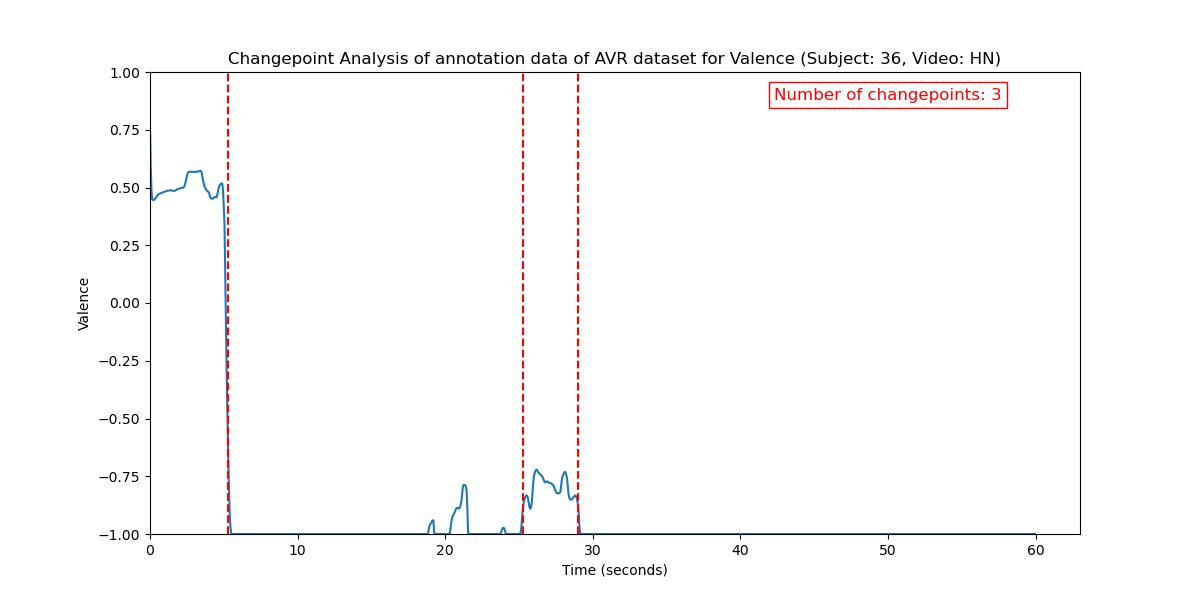 Changepoint Analysis of annotation data of AVR dataset for Valence (Subject: 36, Video: HN)
Number of changepoints: 3
1.00
0.75
0.50
0.25
0.00
−0.25
−0.50
−0.75
−1.00
Valence
0 10 20 30 40 50 60
Time (seconds)